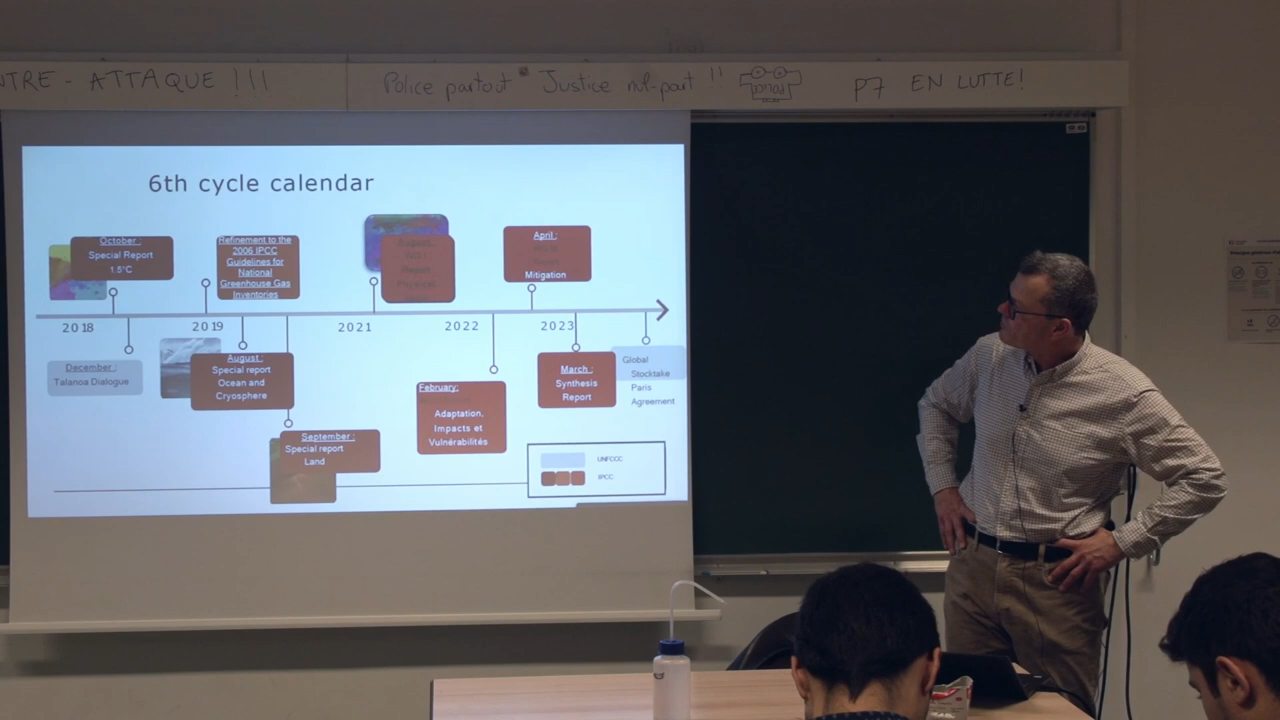 NTRE - ATTAQUE !!!
Police partout Justice nul-part !!
P7 EN LUTTE!
6th cycle calendar
October :
Special Report
1.5°C
Refinement to the
2006 IPCC
Guidelines for
National
Greenhouse Gas
Inventories
April :
Mitigation
2018
2019
2021
2022
2023
December :
Talanoa Dialogue
August :
Special report
Ocean and
Cryosphere
September :
Special report
Land
February:
Adaptation,
Impacts et
Vulnérabilités
March :
Synthesis
Report
Global
Stocktake
Paris
Agreement
UNFCCC
IPCC